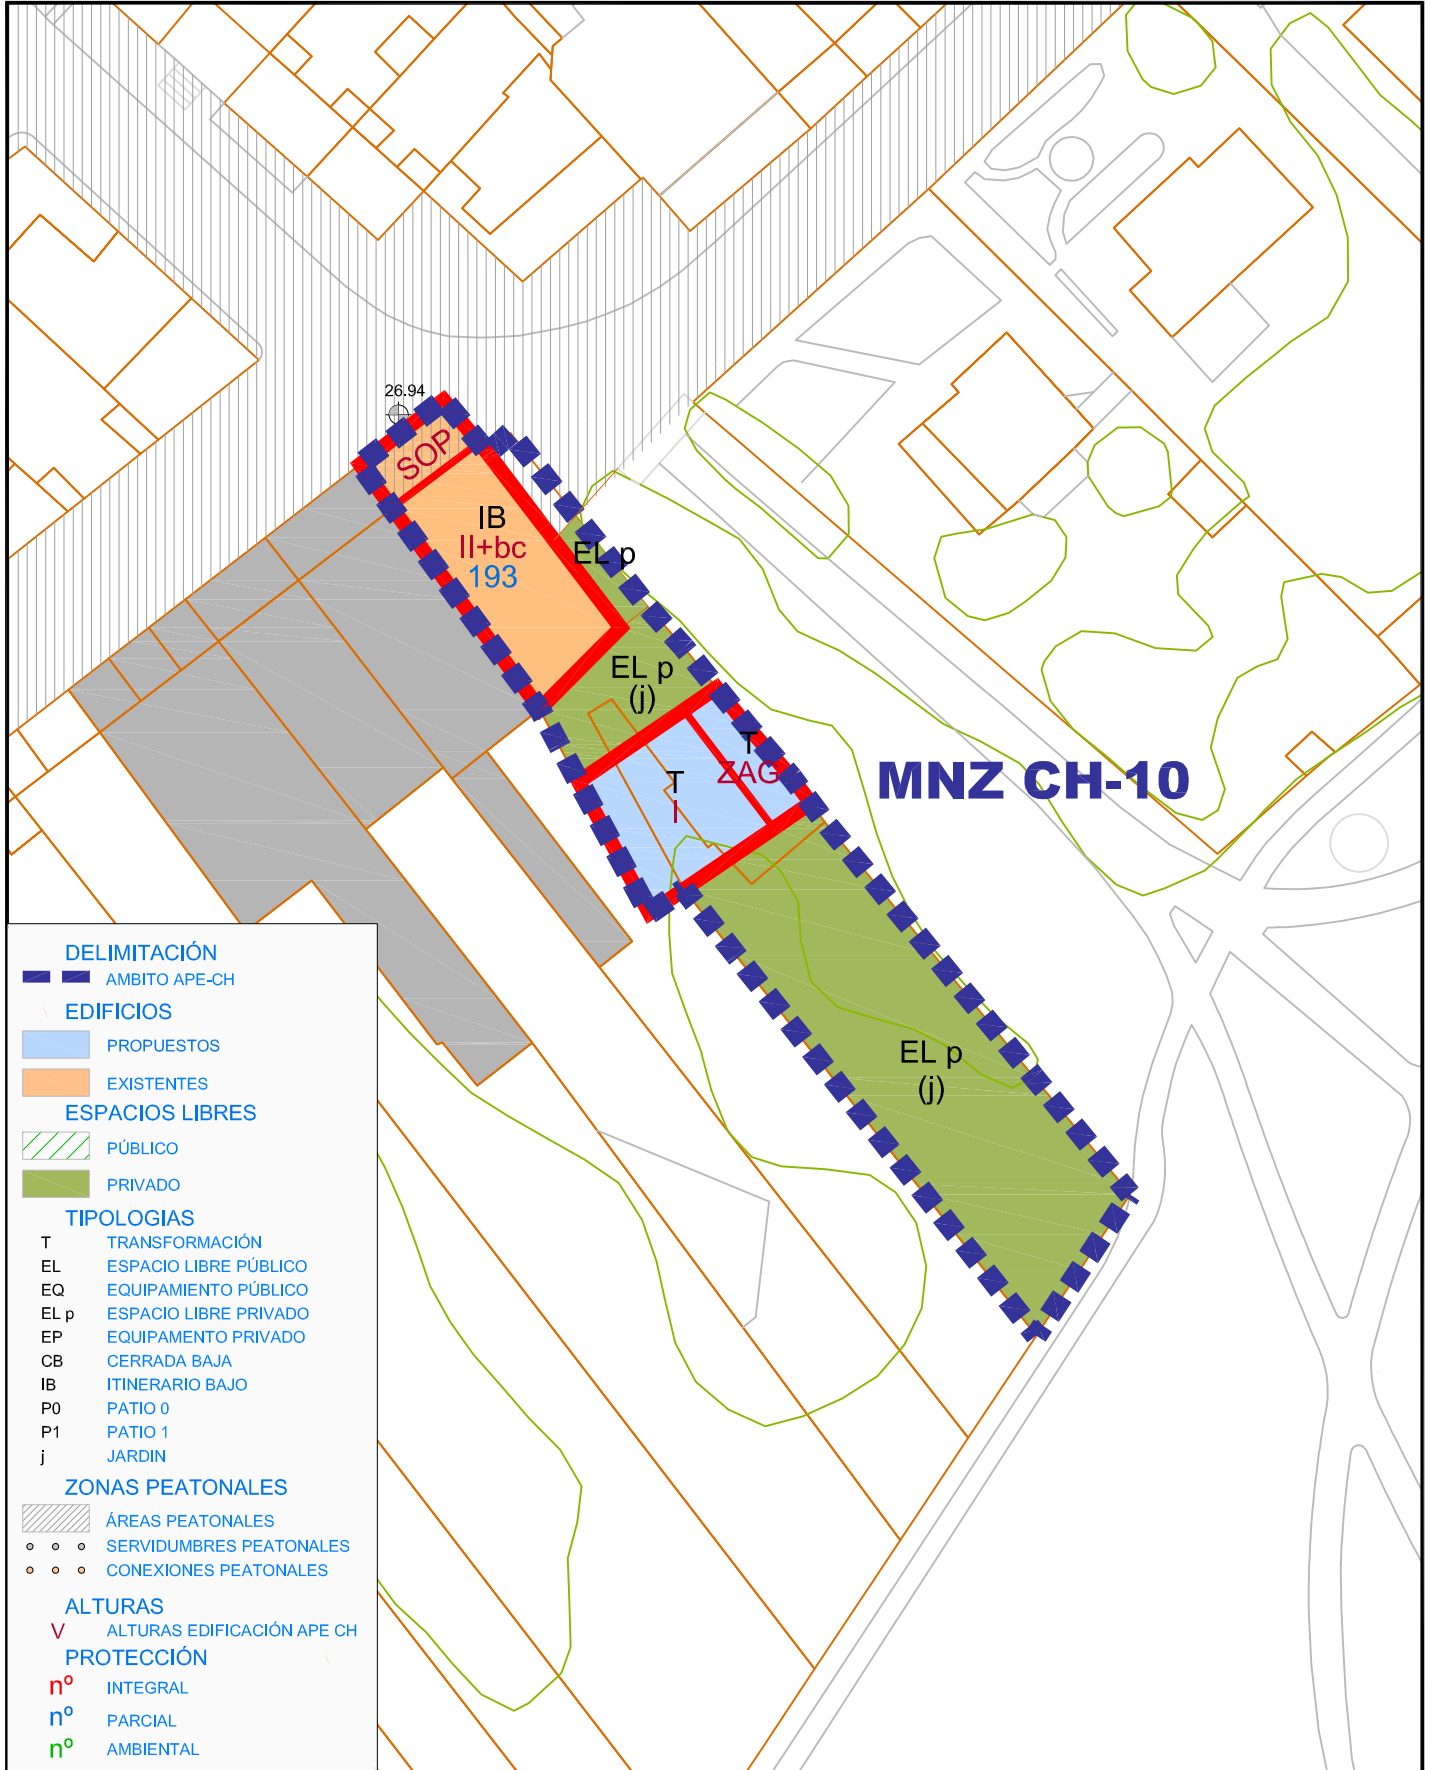 26.94
SOP
IB
II+bc
193
EL p
EL p
(j)
T
ZAG
T
I
MNZ CH-10
EL p
(j)
DELIMITACIÓN
AMBITO APE-CH
EDIFICIOS
PROPUESTOS
EXISTENTES
ESPACIOS LIBRES
PÚBLICO
PRIVADO
TIPOLOGIAS
T TRANSFORMACIÓN
EL ESPACIO LIBRE PÚBLICO
EQ EQUIPAMIENTO PÚBLICO
EL p ESPACIO LIBRE PRIVADO
EP EQUIPAMENTO PRIVADO
CB CERRADA BAJA
IB ITINERARIO BAJO
P0 PATIO 0
P1 PATIO 1
j JARDIN
ZONAS PEATONALES
ÁREAS PEATONALES
SERVIDUMBRES PEATONALES
CONEXIONES PEATONALES
ALTURAS
V ALTURAS EDIFICACIÓN APE CH
PROTECCIÓN
nº INTEGRAL
nº PARCIAL
nº AMBIENTAL